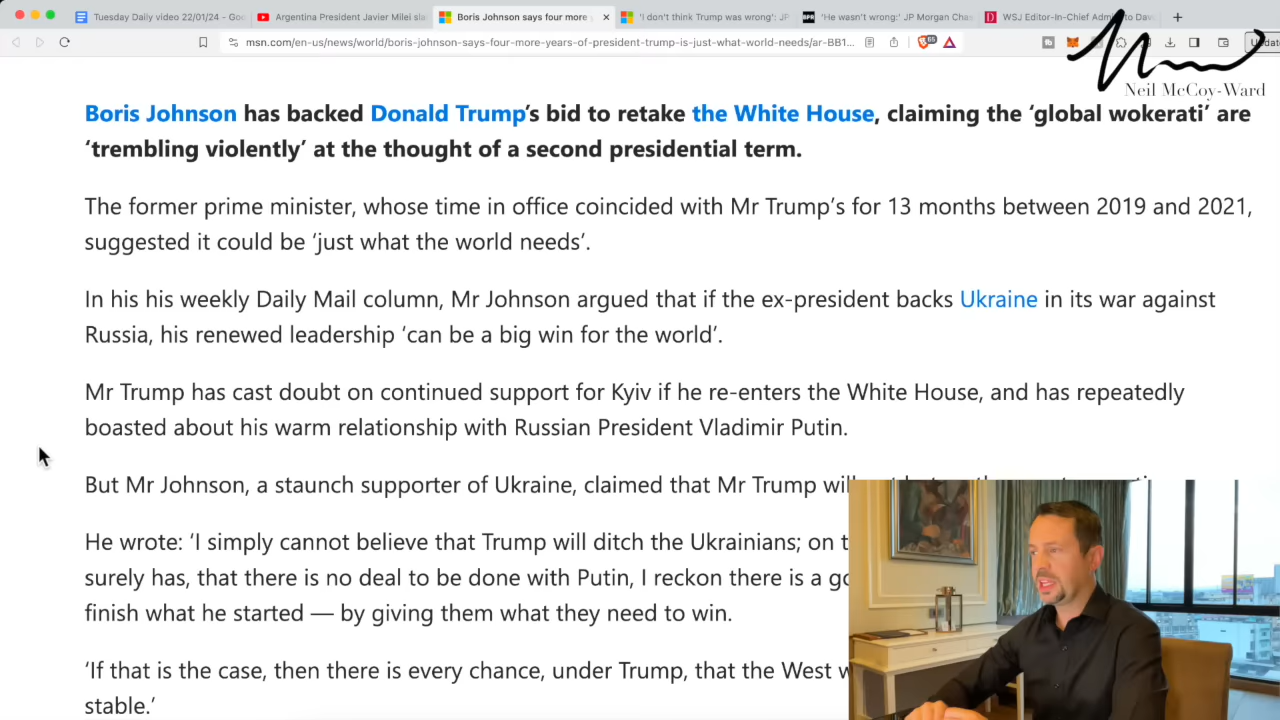 Tuesday Daily video 22/01/24 - Go
Argentina President Javier Milei sla
Boris Johnson says four more y
'I don't think Trump was wrong': JP
'He wasn't wrong:' JP Morgan Cha
WSJ Editor-In-Chief Adm to Dav
msn.com/en-us/news/world/boris-johnson-says-four-more-years-of-president-trump-is-just-what-world-needs/ar-BB1...
Neil McCoy-Ward
Boris Johnson has backed Donald Trump's bid to retake the White House, claiming the 'global wokerati' are
'trembling violently' at the thought of a second presidential term.
The former prime minister, whose time in office coincided with Mr Trump's for 13 months between 2019 and 2021,
suggested it could be 'just what the world needs'.
In his his weekly Daily Mail column, Mr Johnson argued that if the ex-president backs Ukraine in its war against
Russia, his renewed leadership 'can be a big win for the world'.
Mr Trump has cast doubt on continued support for Kyiv if he re-enters the White House, and has repeatedly
boasted about his warm relationship with Russian President Vladimir Putin.
But Mr Johnson, a staunch supporter of Ukraine, claimed that Mr Trump will
He wrote: 'I simply cannot believe that Trump will ditch the Ukrainians; on t
surely has, that there is no deal to be done with Putin, I reckon there is a go
finish what he started — by giving them what they need to win.
'If that is the case, then there is every chance, under Trump, that the West w
stable.'